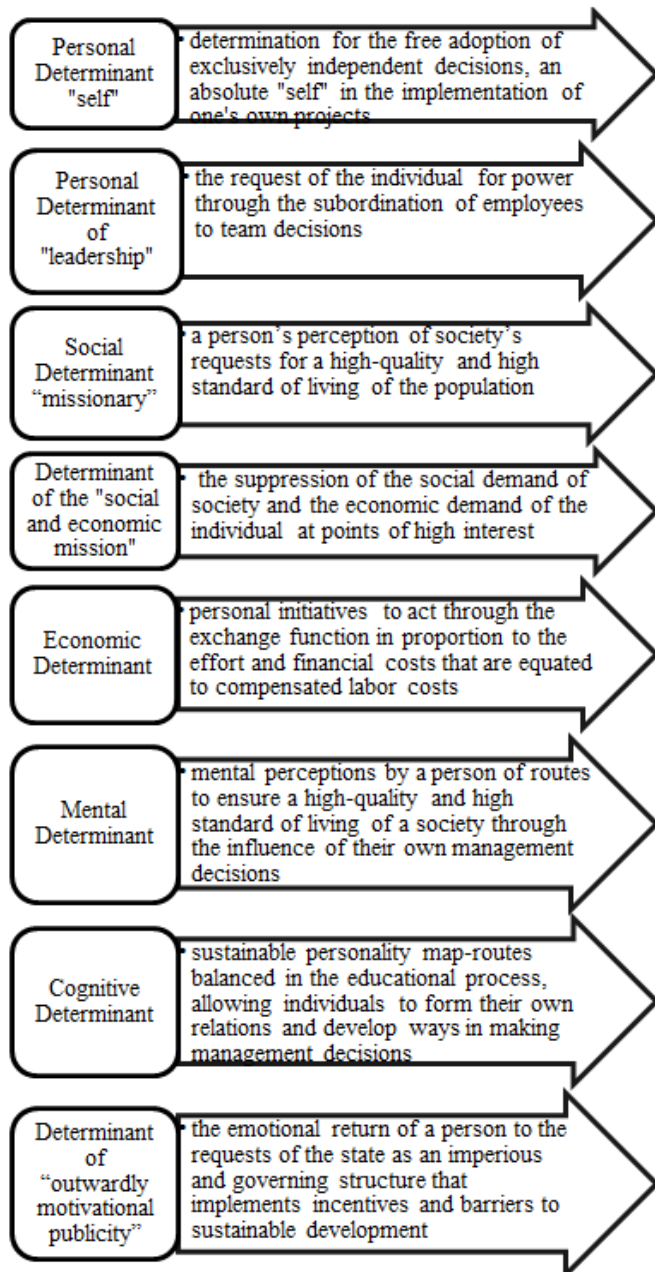 Personal
Determinant
"self"
• determination for the free adoption of
exclusively independent decisions, an
absolute "self" in the implementation of
one's own projects
Personal
Determinant
of
"leadership"
• the request of the individual for power
through the subordination of employees
to team decisions
Social
Determinant
“missionary”
• a person’s perception of society’s
requests for a high-quality and high
standard of living of the population
Determinant
of the "social
and economic
mission"
• the suppression of the social demand of
society and the economic demand of the
individual at points of high interest
Economic
Determinant
• personal initiatives to act through the
exchange function in proportion to the
effort and financial costs that are equated
to compensated labor costs
Mental
Determinant
• mental perceptions by a person of routes
to ensure a high-quality and high
standard of living of a society through
the influence of their own management
decisions
Cognitive
Determinant
• sustainable personality map-routes
balanced in the educational process,
allowing individuals to form their own
relations and develop ways in making
management decisions
Determinant
of
“outwardly
motivational
publicity”
• the emotional return of a person to the
requests of the state as an imperious
and governing structure that
implements incentives and barriers to
sustainable development